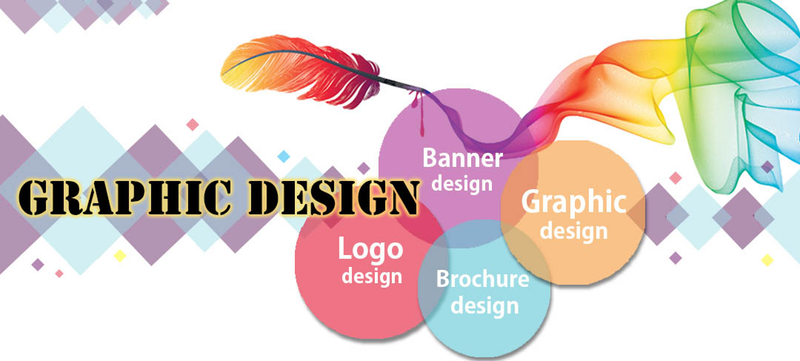 GRAPHIC DESIGN
Banner
design
Graphic
design
Logo
design
Brochure
design